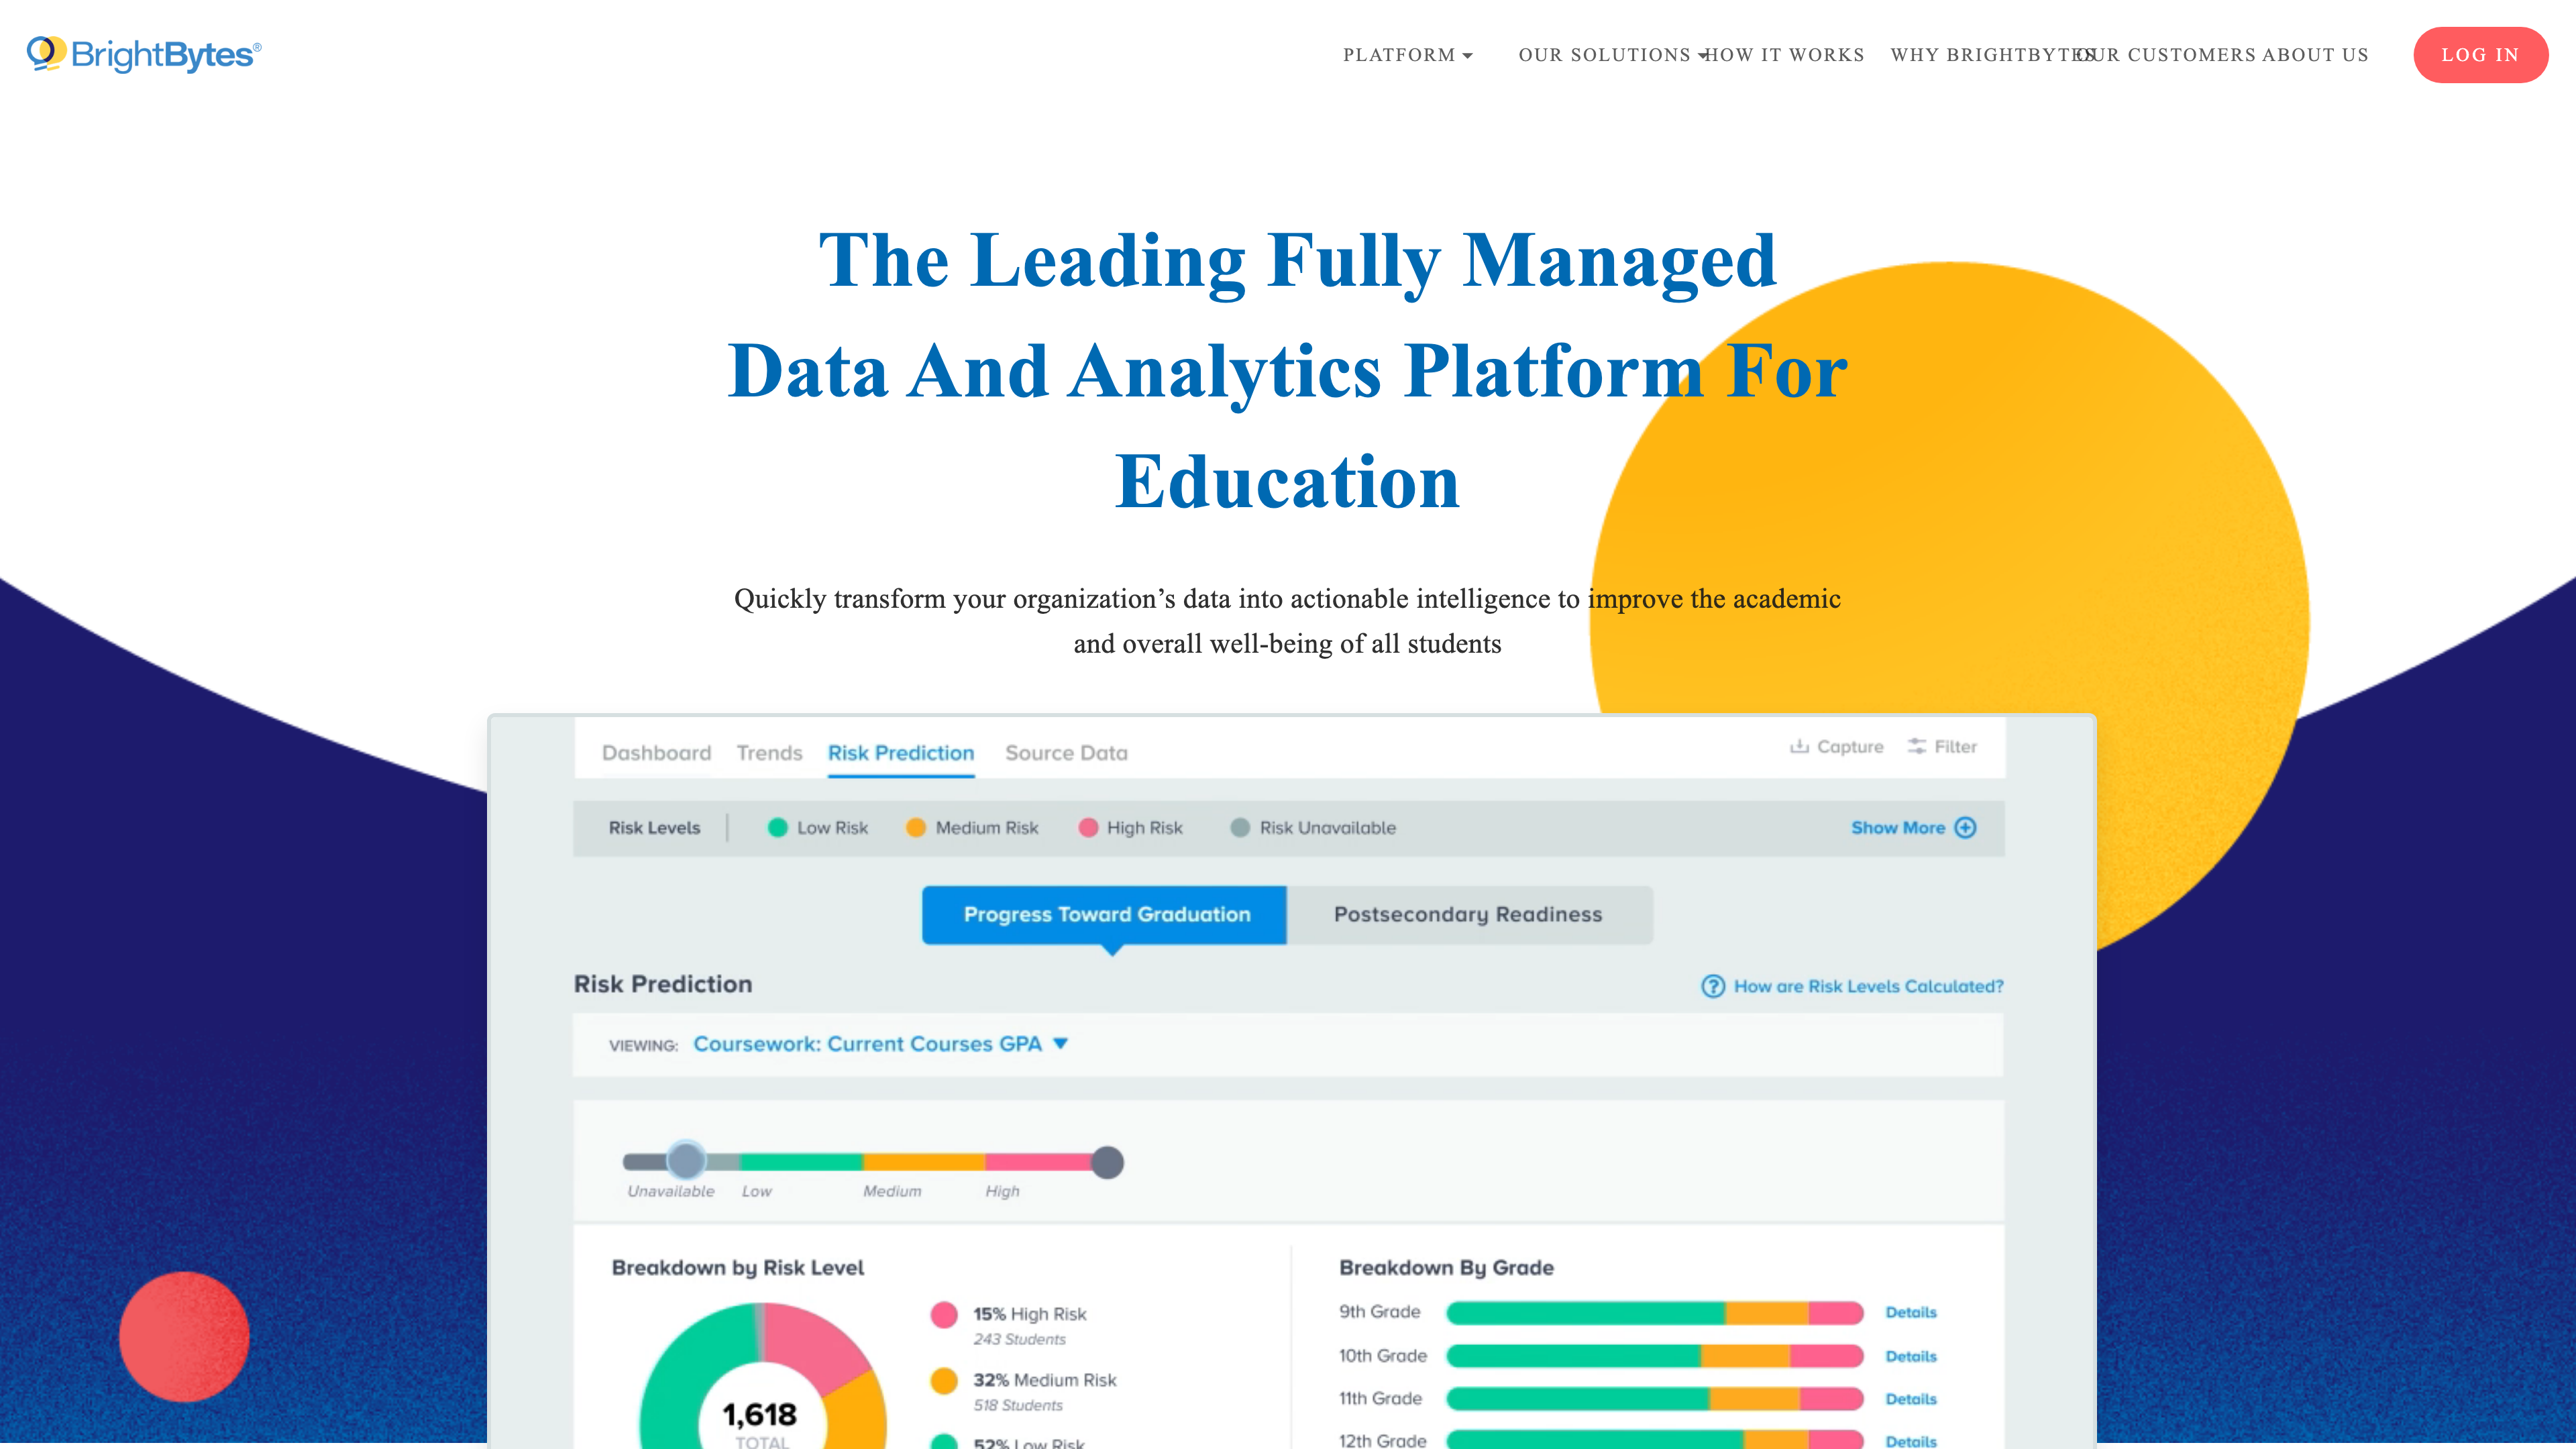 BrightBytes®
PLATFORM
OUR SOLUTIONS
HOW IT WORKS
WHY BRIGHTBYTES
OUR CUSTOMERS
ABOUT US
LOG IN
The Leading Fully Managed
Data And Analytics Platform For
Education
Quickly transform your organization’s data into actionable intelligence to improve the academic
and overall well-being of all students
Dashboard
Trends
Risk Prediction
Source Data
Capture
Filter
Risk Levels
Low Risk
Medium Risk
High Risk
Risk Unavailable
Show More
Progress Toward Graduation
Postsecondary Readiness
Risk Prediction
How are Risk Levels Calculated?
VIEWING: Coursework: Current Courses GPA
Unavailable
Low
Medium
High
Breakdown by Risk Level
15% High Risk
243 Students
32% Medium Risk
518 Students
52% Low Risk
1,618
TOTAL
Breakdown By Grade
9th Grade
Details
10th Grade
Details
11th Grade
Details
12th Grade
Details